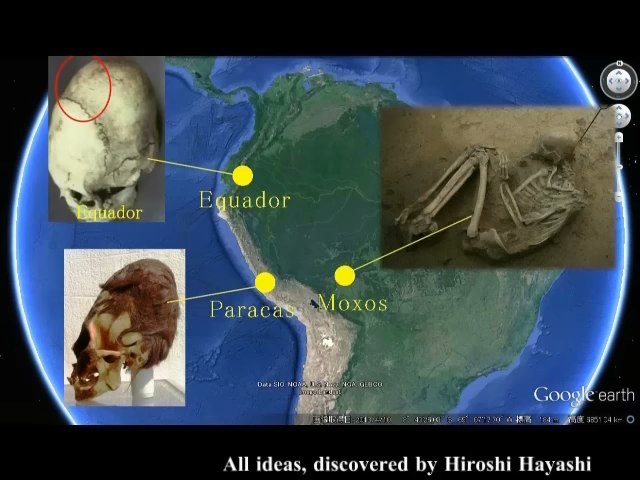 Equador
Equador
Paracas
Moxos
Google earth
All ideas, discovered by Hiroshi Hayashi